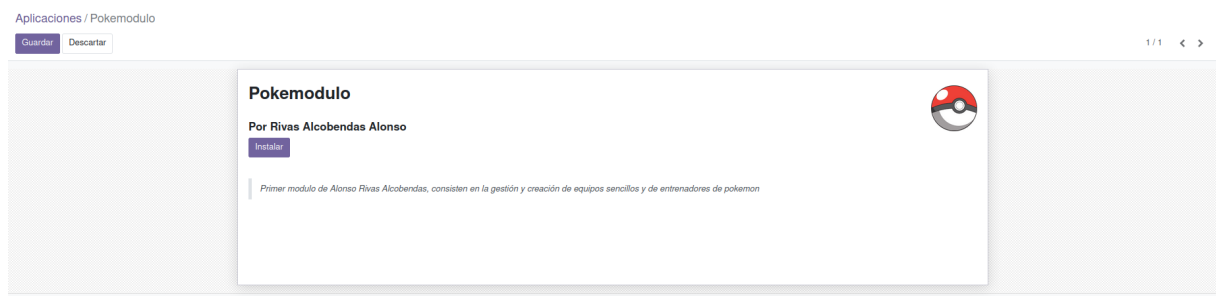 Aplicaciones / Pokemodulo
Guardar Descartar 1 / 1
Pokemodulo
Por Rivas Alcobendas Alonso
Instalar
Primer modulo de Alonso Rivas Alcobendas, consisten en la gestión y creación de equipos sencillos y de entrenadores de pokemon